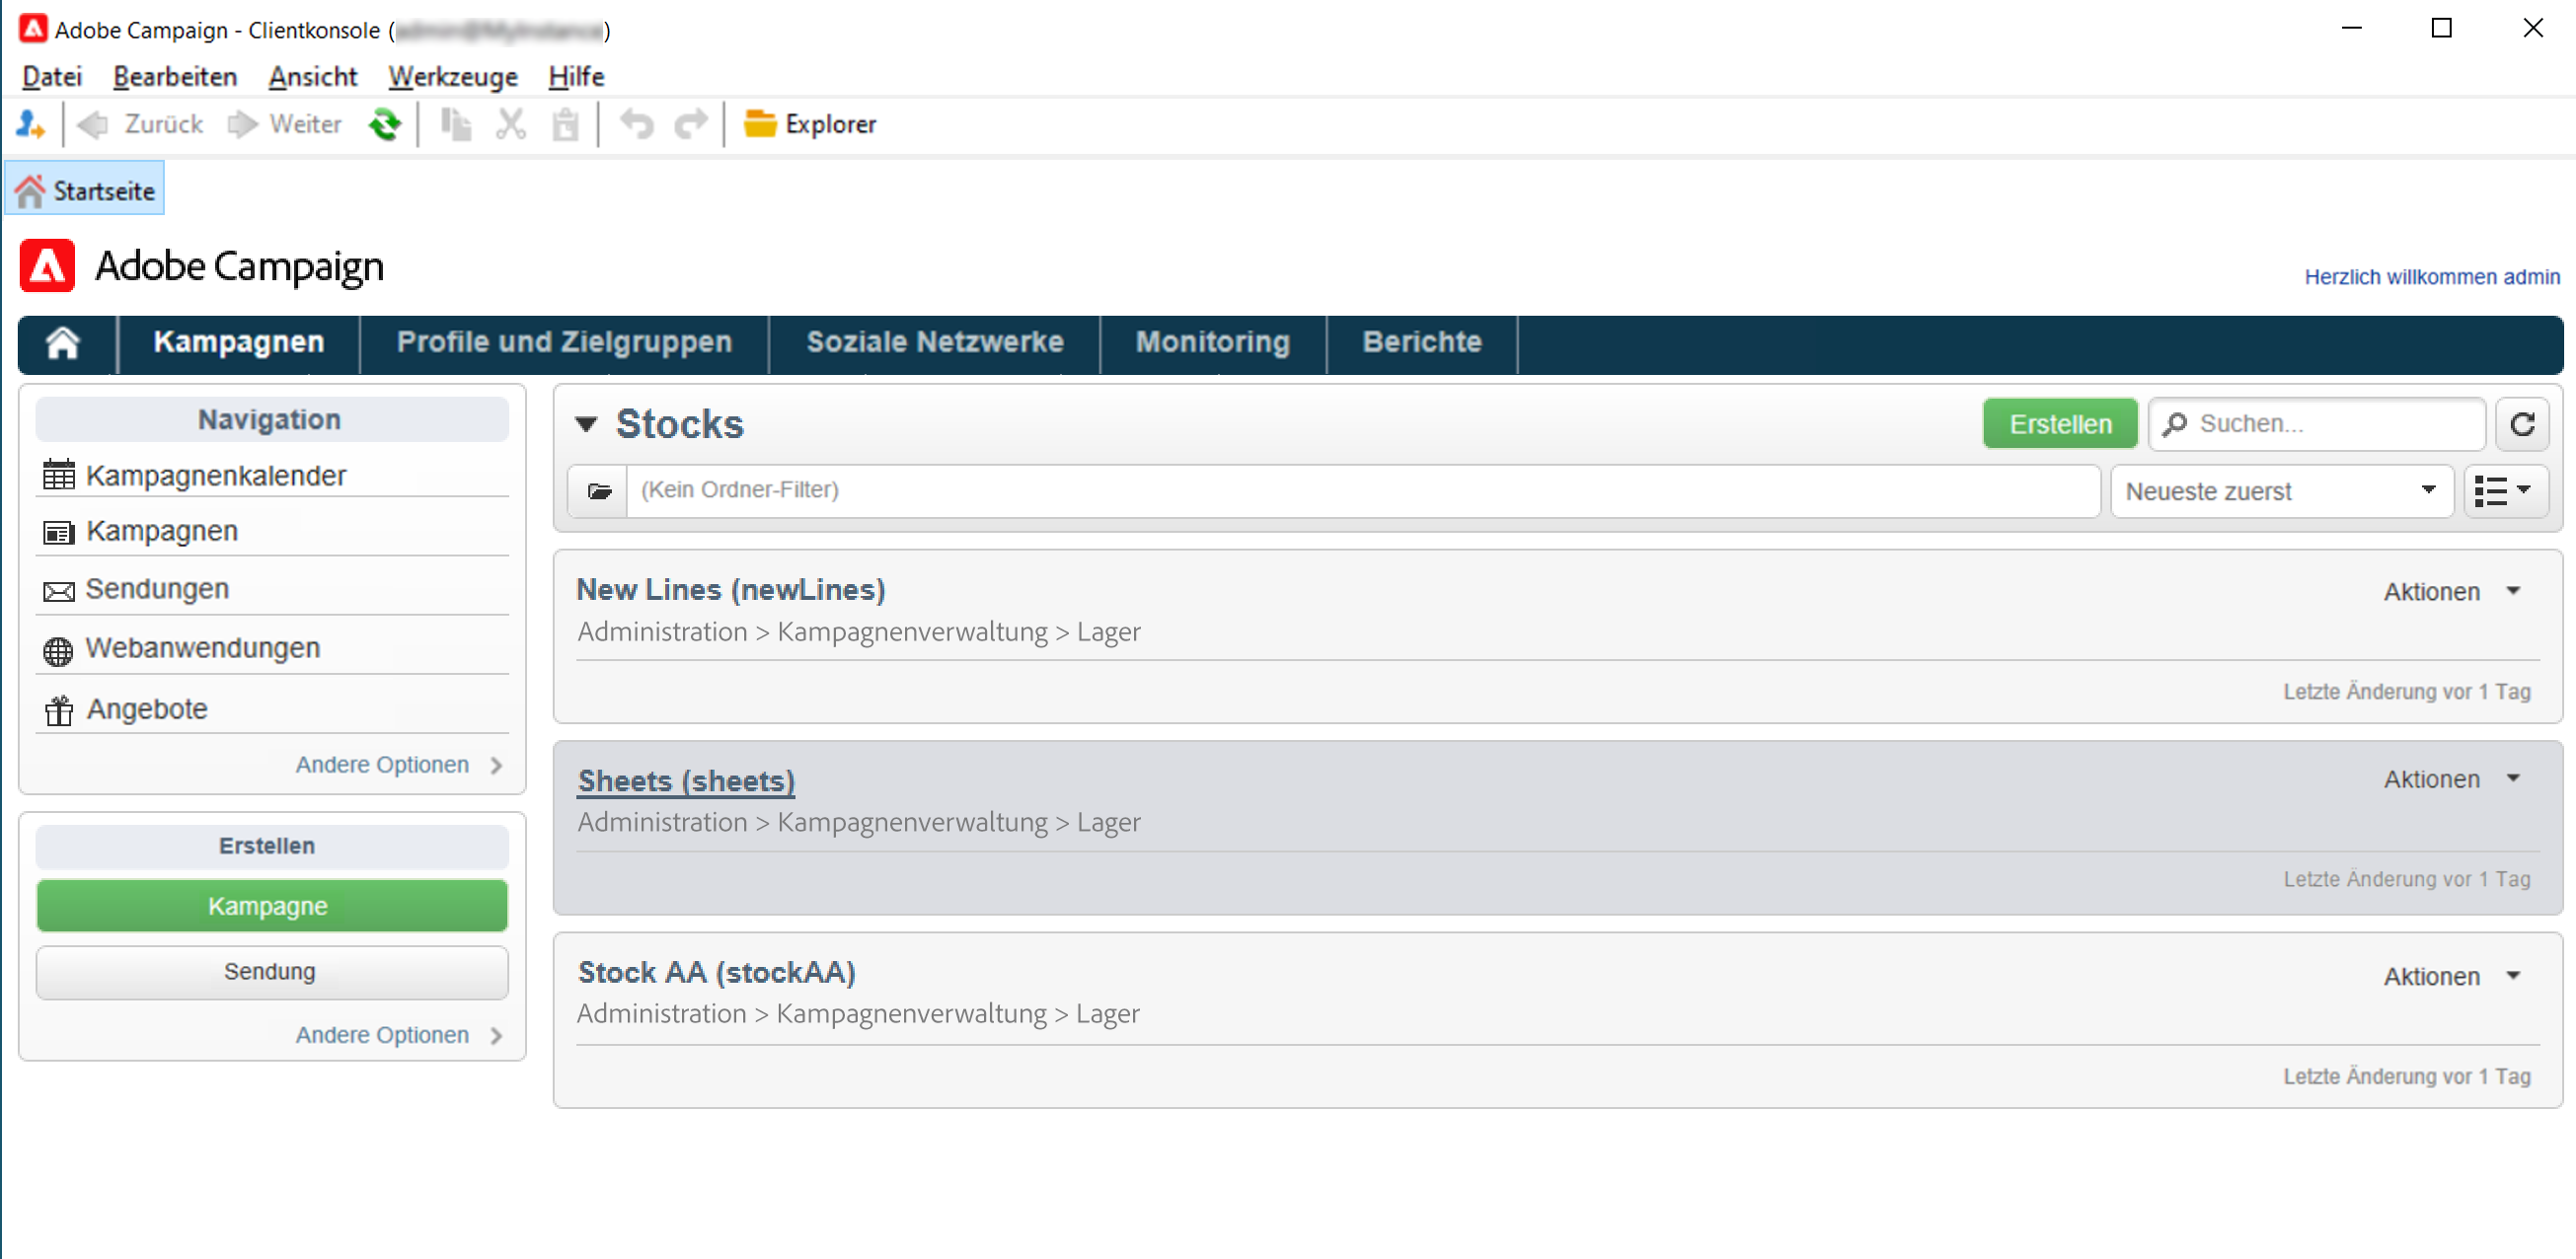 Adobe Campaign - Clientkonsole ( )
Datei Bearbeiten Ansicht Werkzeuge Hilfe
Zurück Weiter Explorer
Startseite
Adobe Campaign
Herzlich willkommen admin
Kampagnen Profile und Zielgruppen Soziale Netzwerke Monitoring Berichte
Navigation
Kampagnenkalender
Kampagnen
Sendungen
Webanwendungen
Angebote
Andere Optionen
Erstellen
Kampagne
Sendung
Andere Optionen
Stocks Erstellen Suchen...
(Kein Ordner-Filter) Neueste zuerst
New Lines (newLines) Aktionen
Administration > Kampagnenverwaltung > Lager
Letzte Änderung vor 1 Tag
Sheets (sheets) Aktionen
Administration > Kampagnenverwaltung > Lager
Letzte Änderung vor 1 Tag
Stock AA (stockAA) Aktionen
Administration > Kampagnenverwaltung > Lager
Letzte Änderung vor 1 Tag